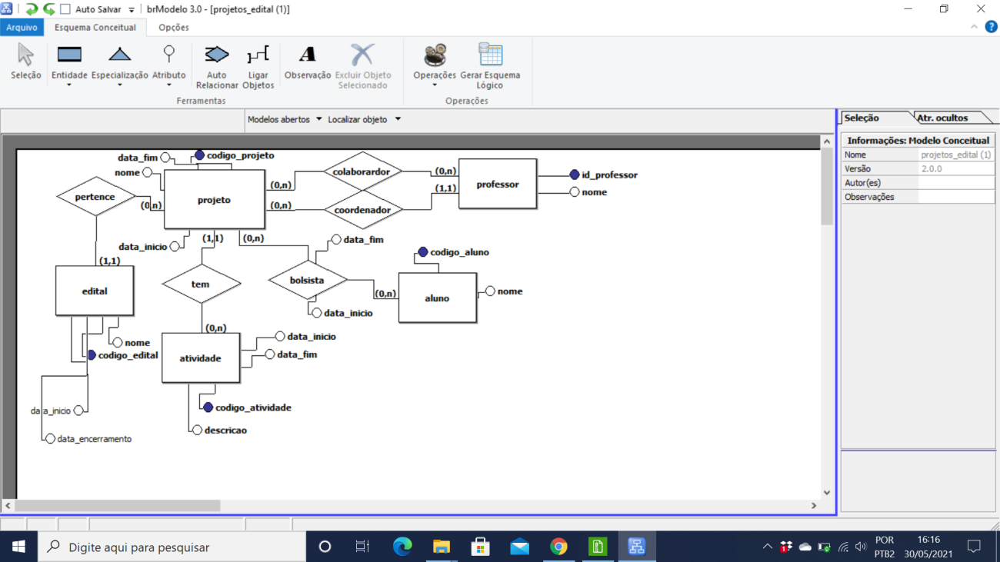 Auto Salvar
brModelo 3.0 - [projetos_edital (1)]
Arquivo
Esquema Conceitual
Opções
Seleção
Entidade
Especialização
Atributo
Auto
Relacionar
Ligar
Objetos
Observação
Excluir Objeto
Selecionado
Operações
Gerar Esquema
Lógico
Ferramentas
Operações
Modelos abertos
Localizar objeto
Seleção
Atr. ocultos
Informações: Modelo Conceitual
Nome projetos_edital (1)
Versão 2.0.0
Autor(es)
Observações
data_fim
codigo_projeto
nome
pertence
(0,n)
projeto
(0,n)
(0,n)
colaborardor
coordenador
(0,n)
(1,1)
professor
id_professor
nome
data_inicio
(1,1)
(0,n)
data_fim
(1,1)
edital
tem
bolsista
(0,n)
codigo_aluno
aluno
nome
data_inicio
(0,n)
nome
codigo_edital
atividade
data_inicio
data_fim
data_inicio
data_encerramento
codigo_atividade
descricao
Digite aqui para pesquisar
1
POR
PTB2
16:16
30/05/2021